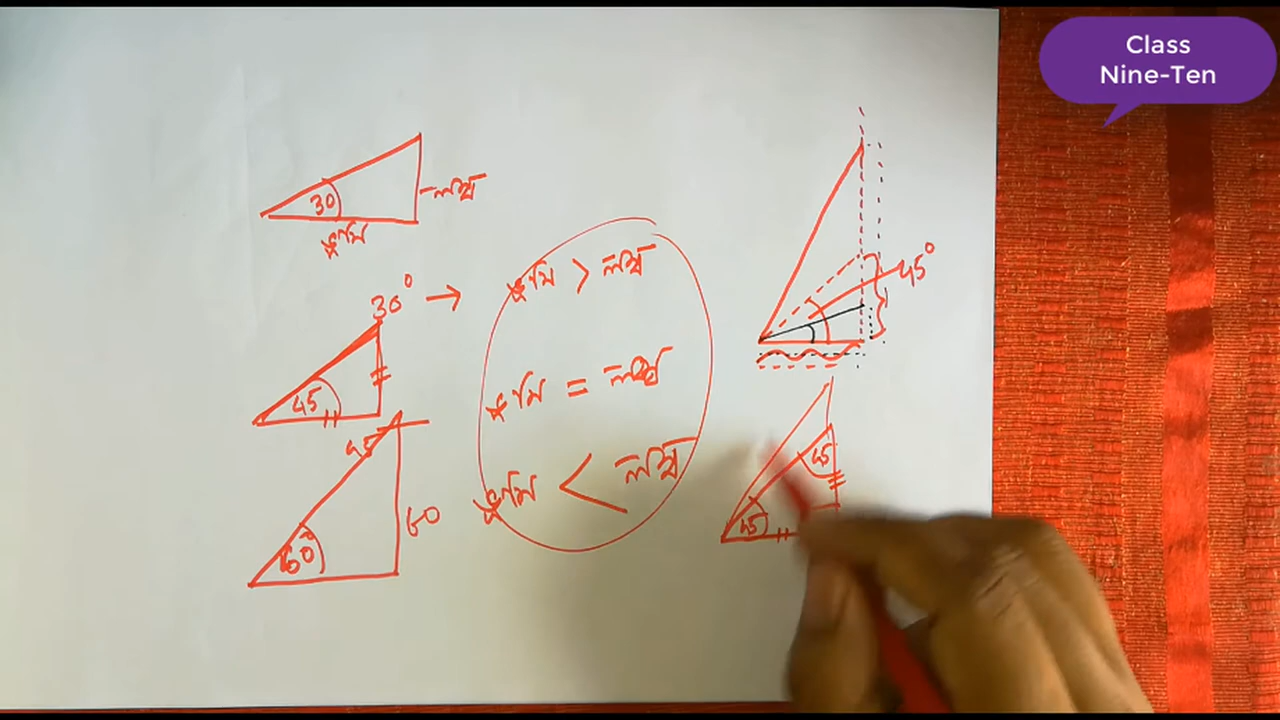 Class
Nine-Ten
30
লম্ব
ভূমি
30° →
45
45
60
60
ভূমি > লম্ব
ভূমি = লম্ব
ভূমি < লম্ব
45°
45
45